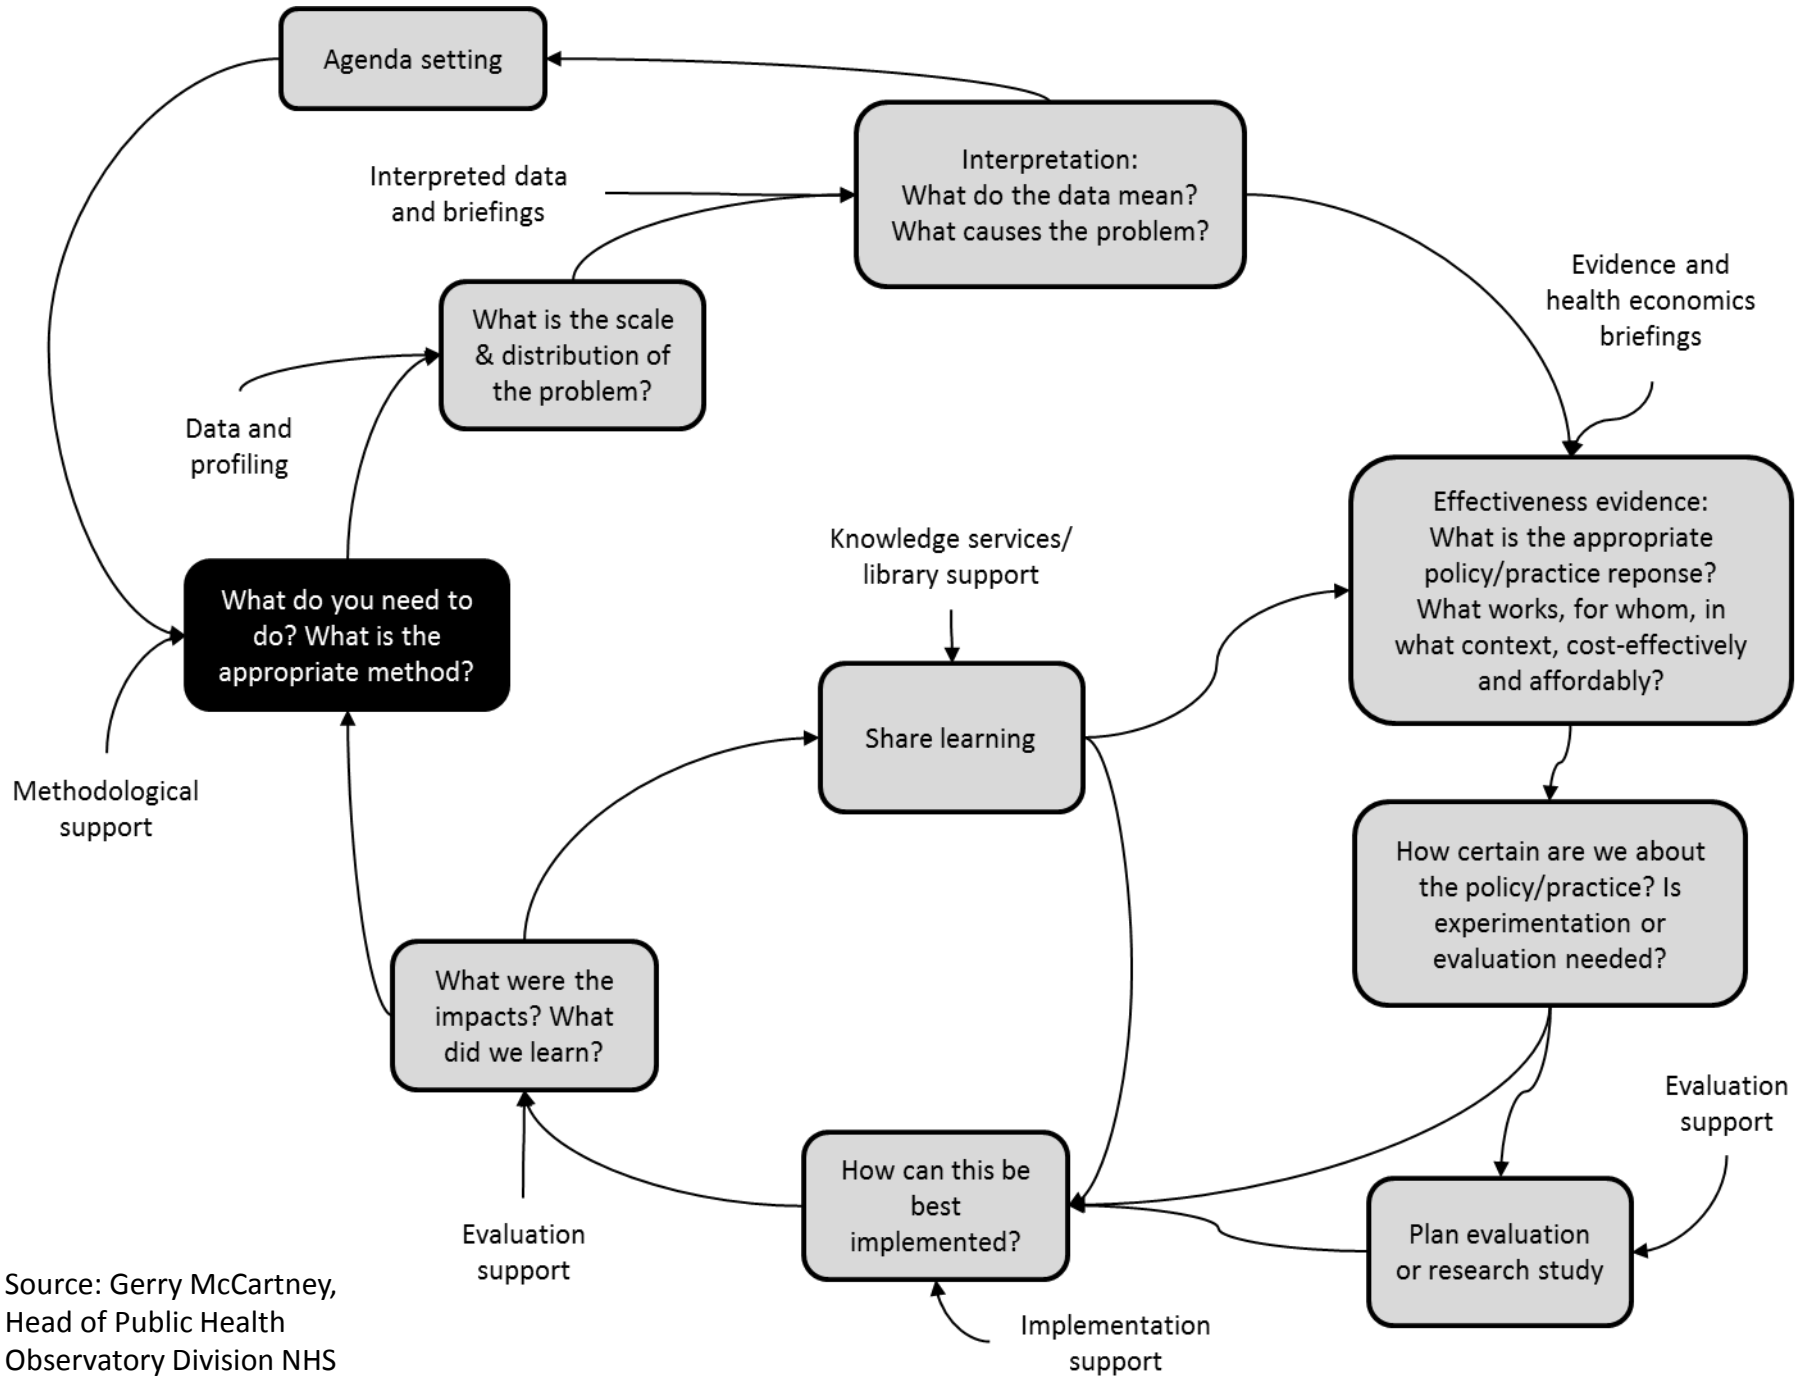 Agenda setting
Interpretation:
What do the data mean?
What causes the problem?
Interpreted data
and briefings
Evidence and
health economics
briefings
What is the scale
& distribution of
the problem?
Data and
profiling
Effectiveness evidence:
What is the appropriate
policy/practice reponse?
What works, for whom, in
what context, cost-effectively
and affordably?
Knowledge services/
library support
What do you need to
do? What is the
appropriate method?
Share learning
Methodological
support
How certain are we about
the policy/practice? Is
experimentation or
evaluation needed?
What were the
impacts? What
did we learn?
Evaluation
support
How can this be
best
implemented?
Plan evaluation
or research study
Evaluation
support
Implementation
support
Source: Gerry McCartney,
Head of Public Health
Observatory Division NHS